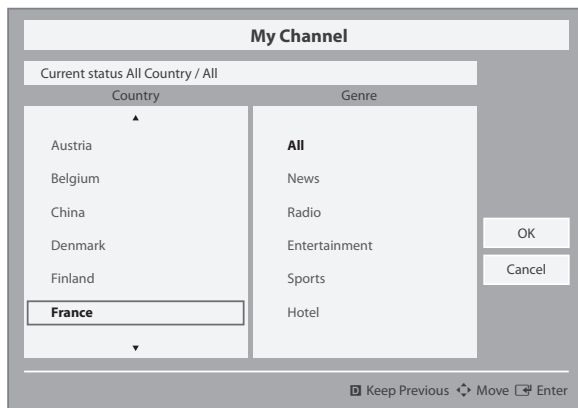 My Channel
Current status All Country / All
Country
Genre
Austria
Belgium
China
Denmark
Finland
France
All
News
Radio
Entertainment
Sports
Hotel
OK
Cancel
D Keep Previous Move Enter